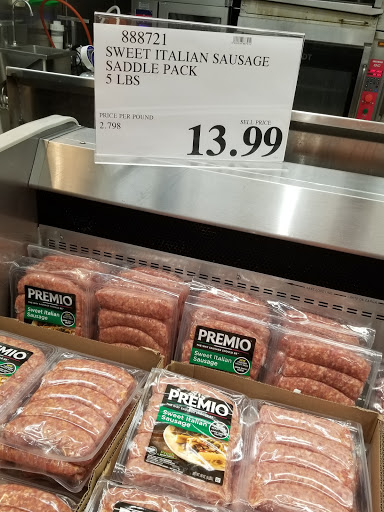 888721
SWEET ITALIAN SAUSAGE
SADDLE PACK
5 LBS
PRICE PER POUND
2.798
SELL PRICE
13.99
PREMIO
Sweet Italian
Sausage
PREMIO
Sweet Italian
Sausage
PREMIO
PREMIO
Sweet Italian
Sausage
PREMIO
Sweet Italian
Sausage